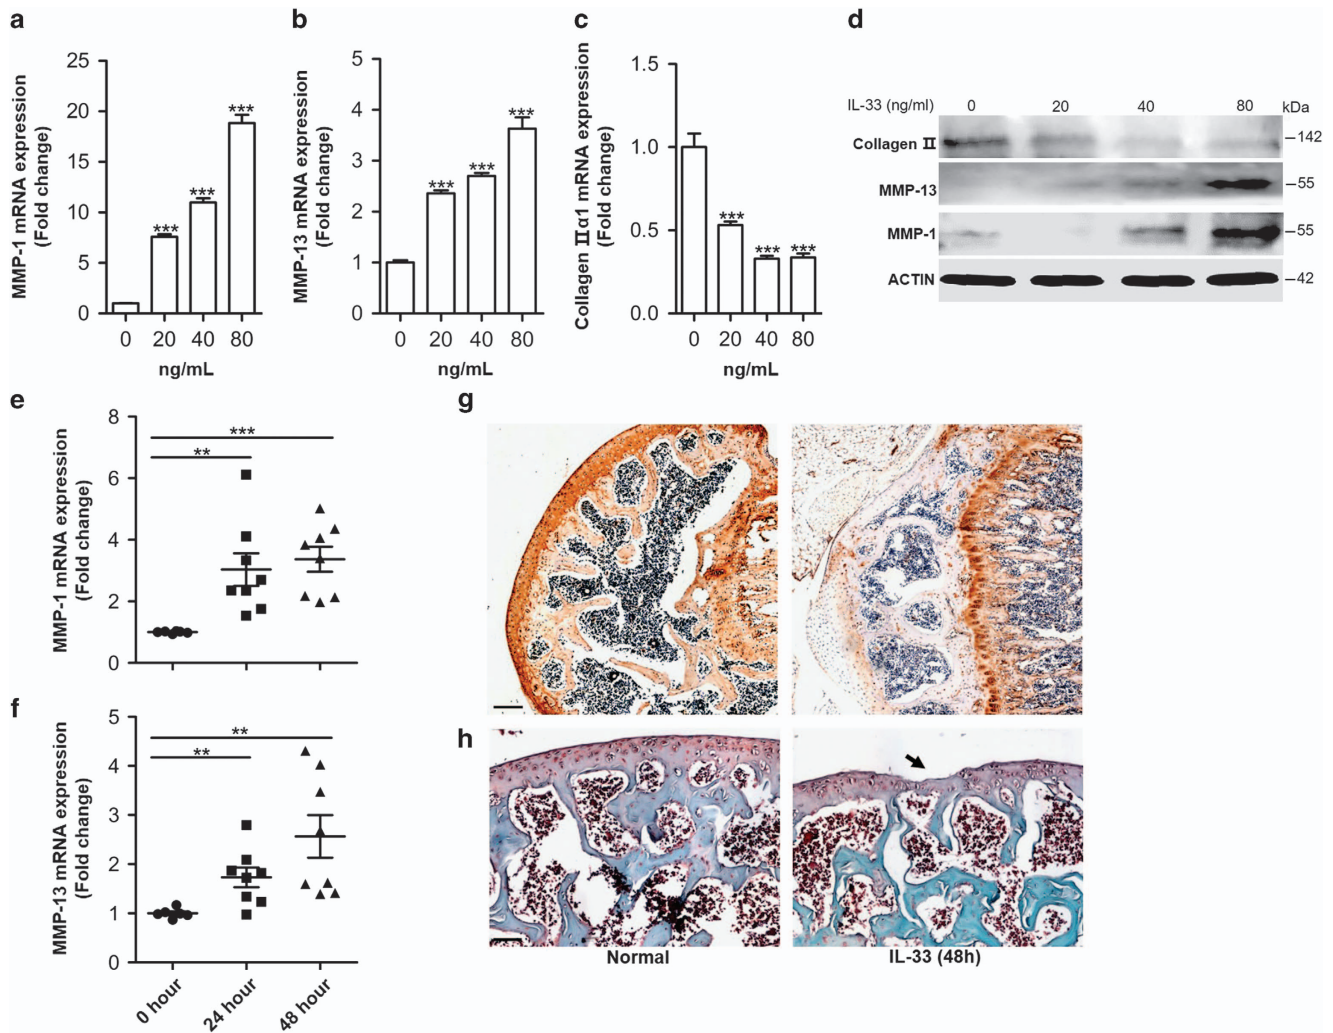 a
MMP-1 mRNA expression
(Fold change)
25
20
15
10
5
0
***
***
***
0 20 40 80
ng/mL
b
MMP-13 mRNA expression
(Fold change)
5
4
3
2
1
0
***
***
***
0 20 40 80
ng/mL
c
Collagen IIα1 mRNA expression
(Fold change)
1.5
1.0
0.5
0.0
***
***
***
0 20 40 80
ng/mL
d
IL-33 (ng/ml) 0 20 40 80 kDa
Collagen II –142
MMP-13 –55
MMP-1 –55
ACTIN –42
e
MMP-1 mRNA expression
(Fold change)
8
6
4
2
0
***
**
f
MMP-13 mRNA expression
(Fold change)
5
4
3
2
1
0
**
**
0 hour
24 hour
48 hour
g
h
Normal
IL-33 (48h)